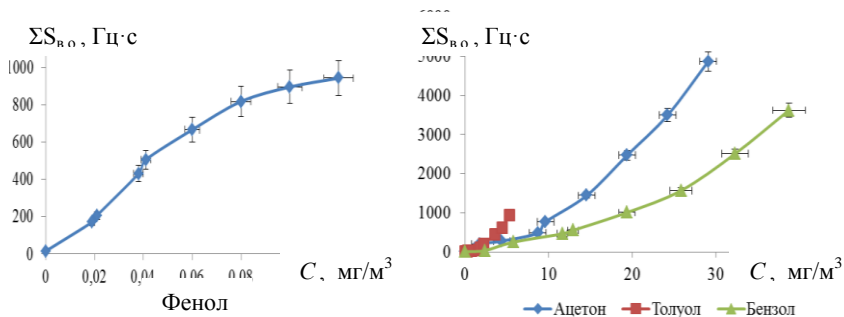 ΣSв.о, Гц·с
1000
800
600
400
200
0
0 0,02 0,04 0,06 0,08
C, мг/м³
Фенол
6000
ΣSв.о, Гц·с
5000
4000
3000
2000
1000
0
0 10 20 30
C, мг/м³
Ацетон Толуол Бензол